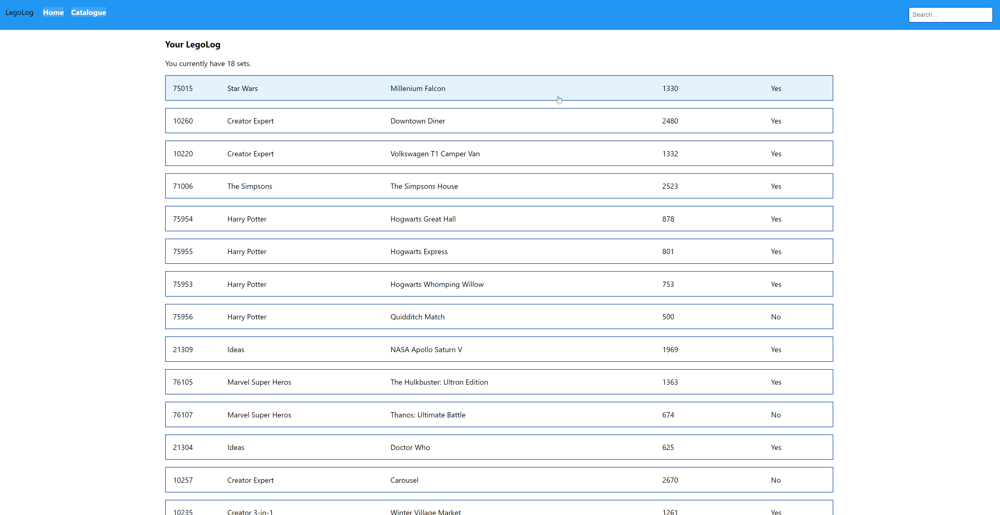 LegoLog Home Catalogue Search...
Your LegoLog
You currently have 18 sets.
75015 Star Wars Millenium Falcon 1330 Yes
10260 Creator Expert Downtown Diner 2480 Yes
10220 Creator Expert Volkswagen T1 Camper Van 1332 Yes
71006 The Simpsons The Simpsons House 2523 Yes
75954 Harry Potter Hogwarts Great Hall 878 Yes
75955 Harry Potter Hogwarts Express 801 Yes
75953 Harry Potter Hogwarts Whomping Willow 753 Yes
75956 Harry Potter Quidditch Match 500 No
21309 Ideas NASA Apollo Saturn V 1969 Yes
76105 Marvel Super Heros The Hulkbuster: Ultron Edition 1363 Yes
76107 Marvel Super Heros Thanos: Ultimate Battle 674 No
21304 Ideas Doctor Who 625 Yes
10257 Creator Expert Carousel 2670 No
10235 Creator 3-in-1 Winter Village Market 1261 Yes